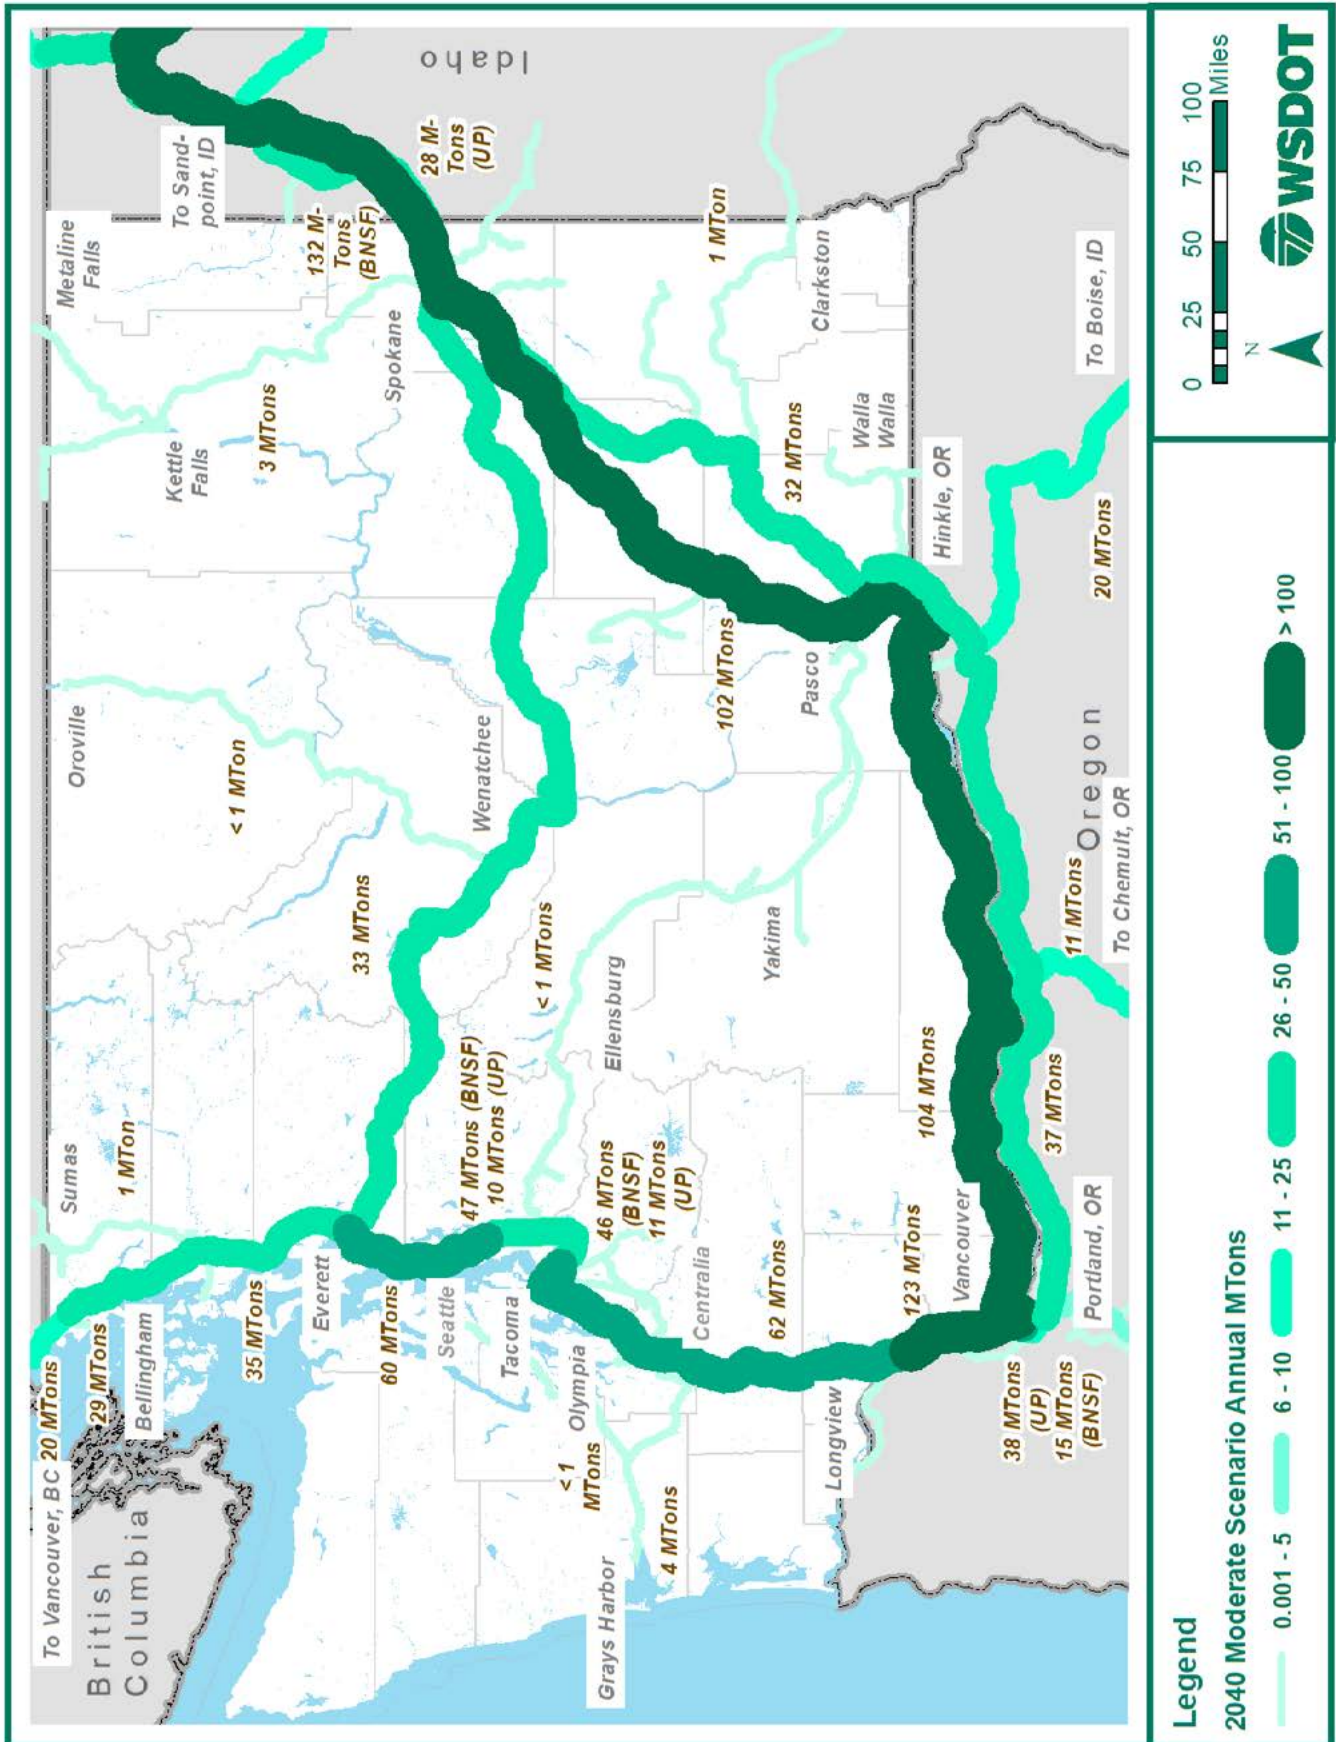 To Vancouver, BC
20 MTons
British
Columbia
29 MTons
Bellingham
Sumas
1 MTon
Oroville
Metaline
Falls
Kettle
Falls
To Sand-
point, ID
35 MTons
Everett
< 1 MTon
3 MTons
132 M-
Tons
(BNSF)
Idaho
60 MTons
Seattle
33 MTons
Wenatchee
Spokane
28 M-
Tons
(UP)
47 MTons (BNSF)
10 MTons (UP)
Tacoma
< 1 MTons
Olympia
< 1
MTons
Grays Harbor
46 MTons
(BNSF)
11 MTons
(UP)
Ellensburg
4 MTons
Centralia
102 MTons
1 MTon
62 MTons
Yakima
Pasco
32 MTons
Clarkston
Longview
123 MTons
104 MTons
Walla
Walla
Vancouver
Hinkle, OR
38 MTons
(UP)
15 MTons
(BNSF)
37 MTons
Portland, OR
11 MTons
Oregon
To Chemult, OR
20 MTons
To Boise, ID
Legend
2040 Moderate Scenario Annual MTons
0.001 - 5
6 - 10
11 - 25
26 - 50
51 - 100
> 100
N
0 25 50 75 100
Miles
WSDOT